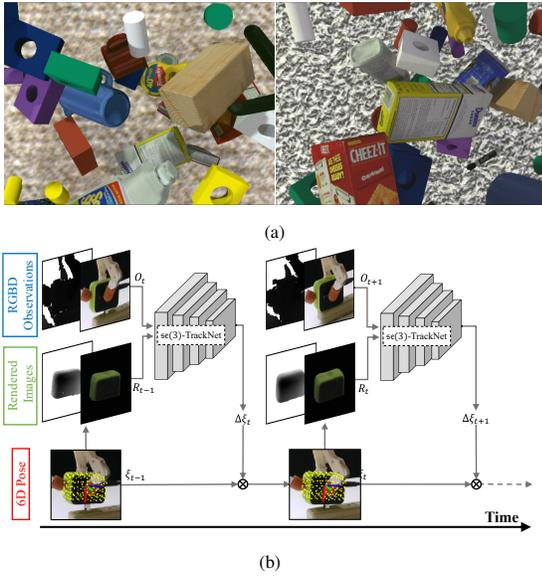 CHEEZ-IT
(a)
RGBD
Observations
O_t
O_{t+1}
se(3)-TrackNet
se(3)-TrackNet
Rendered
Images
R_{t-1}
R_t
Δξ_t
Δξ_{t+1}
6D Pose
ξ_{t-1}
Time
(b)